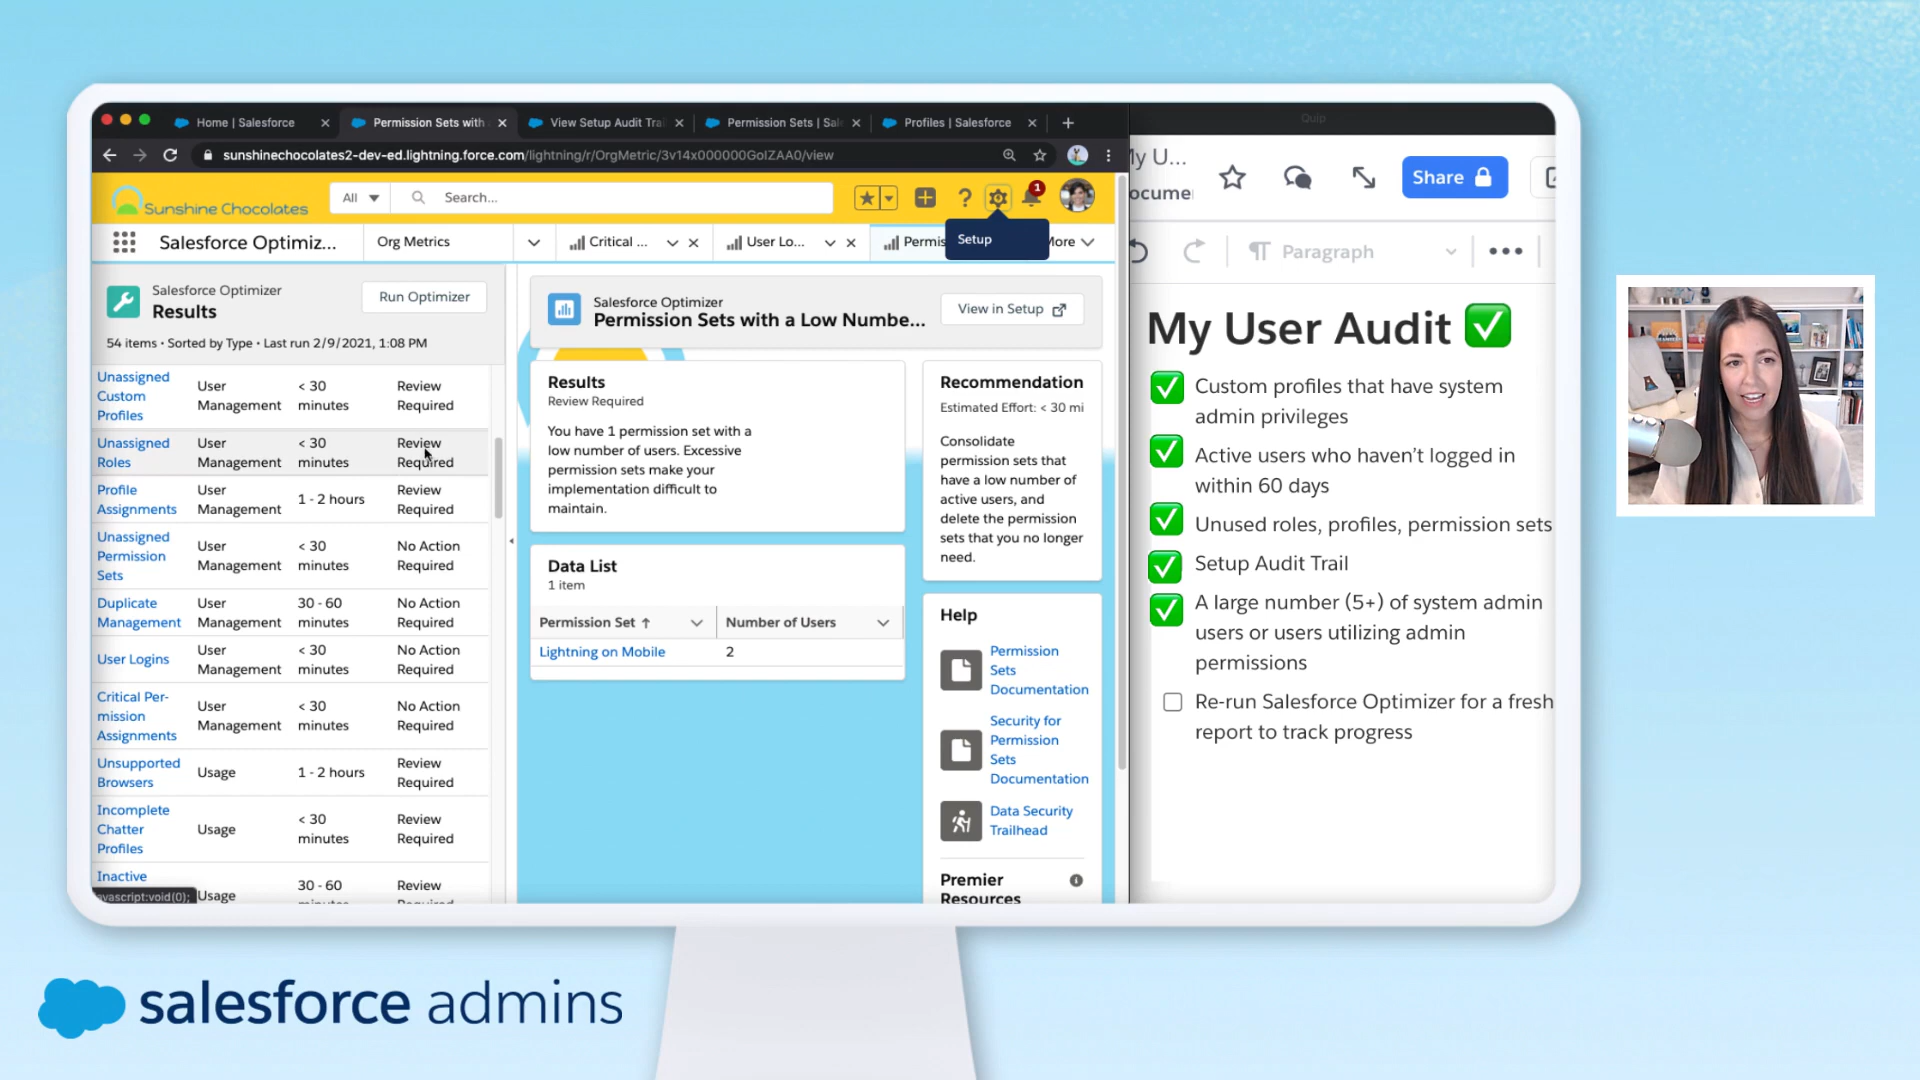 Home | Salesforce
Permission Sets with
View Setup Audit Trai
Permission Sets | Sal
Profiles | Salesforce
sunshinechocolates2-dev-ed.lightning.force.com/lightning/r/OrgMetric/3v14x000000GoIZAA0/view
Sunshine Chocolates
All
Search...
1
Setup
Salesforce Optimiz...
Org Metrics
Critical ...
User Lo...
Permis
More
Salesforce Optimizer
Results
Run Optimizer
54 items • Sorted by Type • Last run 2/9/2021, 1:08 PM
Unassigned Custom Profiles
User Management
< 30 minutes
Review Required
Unassigned Roles
User Management
< 30 minutes
Review Required
Profile Assignments
User Management
1 - 2 hours
Review Required
Unassigned Permission Sets
User Management
< 30 minutes
No Action Required
Duplicate Management
User Management
30 - 60 minutes
No Action Required
User Logins
User Management
< 30 minutes
No Action Required
Critical Per-
mission
Assignments
User Management
< 30 minutes
No Action Required
Unsupported Browsers
Usage
1 - 2 hours
Review Required
Incomplete Chatter Profiles
Usage
< 30 minutes
Review Required
Inactive
Usage
30 - 60
minutes
Review
Required
avascript:void(0);
Salesforce Optimizer
Permission Sets with a Low Numbe...
View in Setup
Results
Review Required
You have 1 permission set with a
low number of users. Excessive
permission sets make your
implementation difficult to
maintain.
Data List
1 item
Permission Set
Number of Users
Lightning on Mobile
2
Recommendation
Estimated Effort: < 30 mi
Consolidate
permission sets that
have a low number of
active users, and
delete the permission
sets that you no longer
need.
Help
Permission
Sets
Documentation
Security for
Permission
Sets
Documentation
Data Security
Trailhead
Premier
Resources
Quip
My U...
ocume
Share
Paragraph
My User Audit
Custom profiles that have system
admin privileges
Active users who haven't logged in
within 60 days
Unused roles, profiles, permission sets
Setup Audit Trail
A large number (5+) of system admin
users or users utilizing admin
permissions
Re-run Salesforce Optimizer for a fresh
report to track progress
salesforce admins